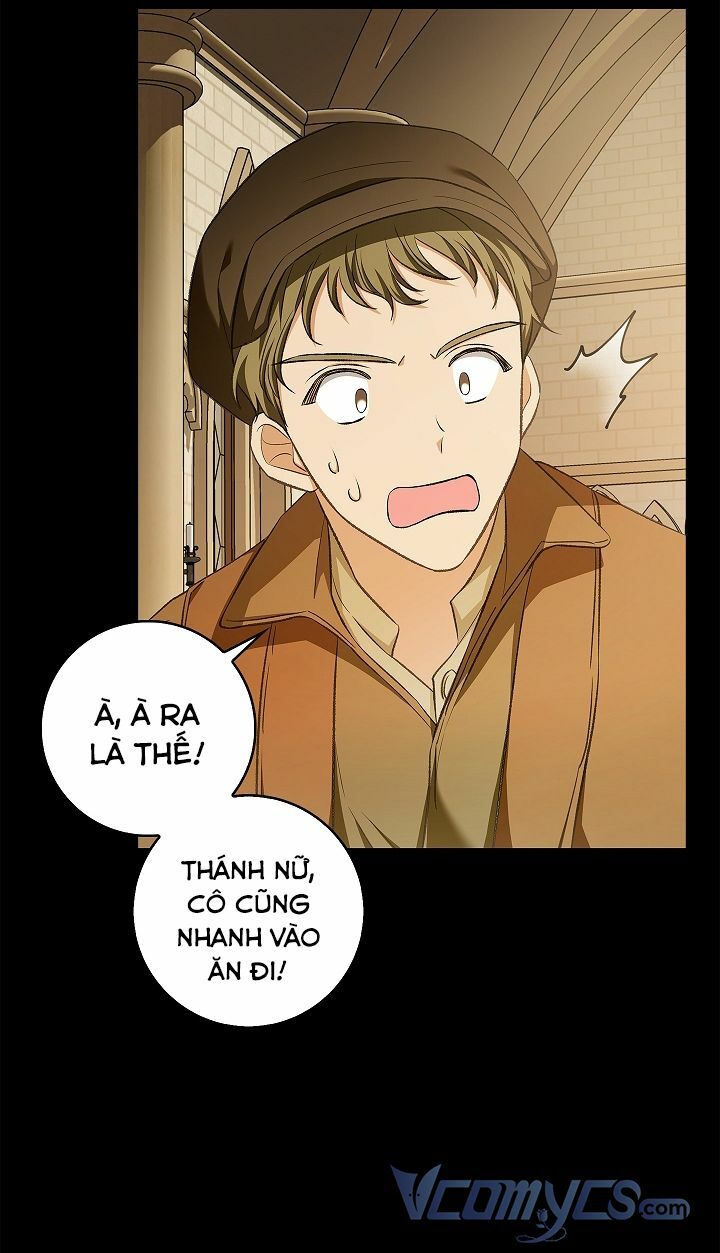 À, À RA
LÀ THẾ!
THÁNH NỮ,
CÔ CŨNG
NHANH VÀO
ĂN ĐI!
VCOMYCS.com